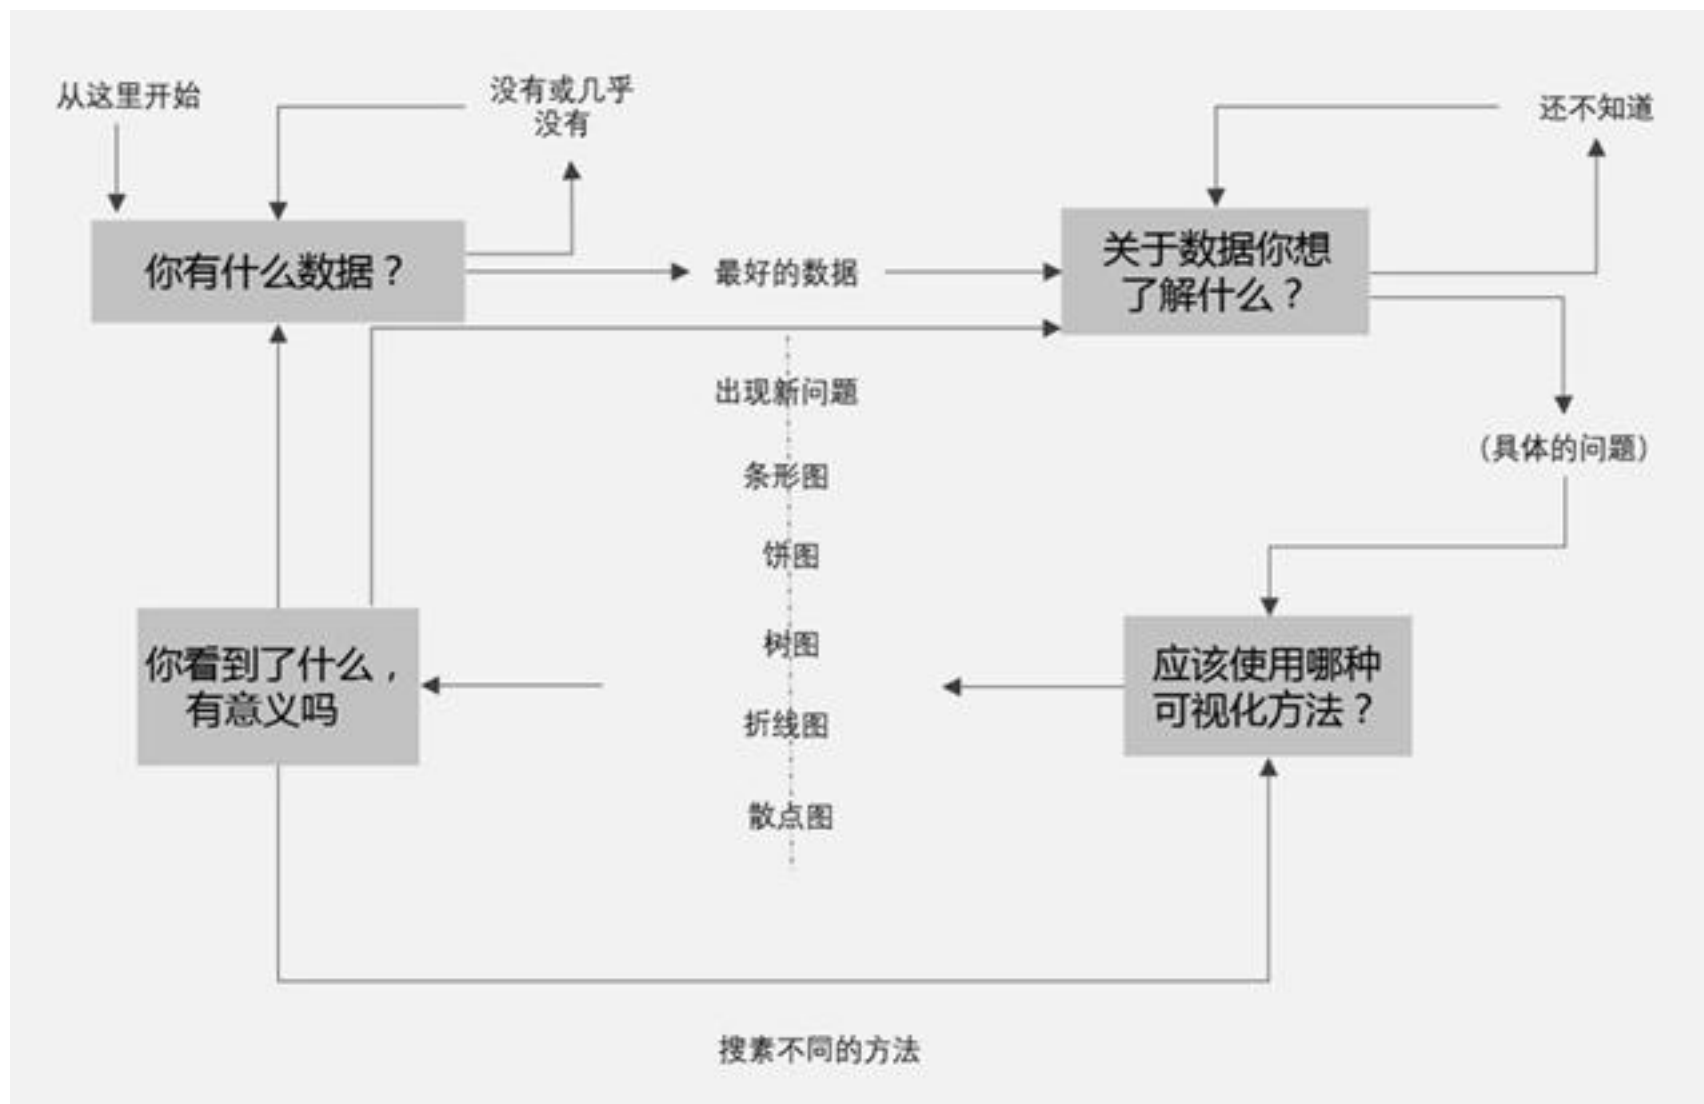 从这里开始
没有或几乎
没有
还不知道
你有什么数据？
最好的数据
关于数据你想
了解什么？
出现新问题
条形图
(具体的问题)
饼图
树图
你看到了什么，
有意义吗
应该使用哪种
可视化方法？
折线图
散点图
搜素不同的方法